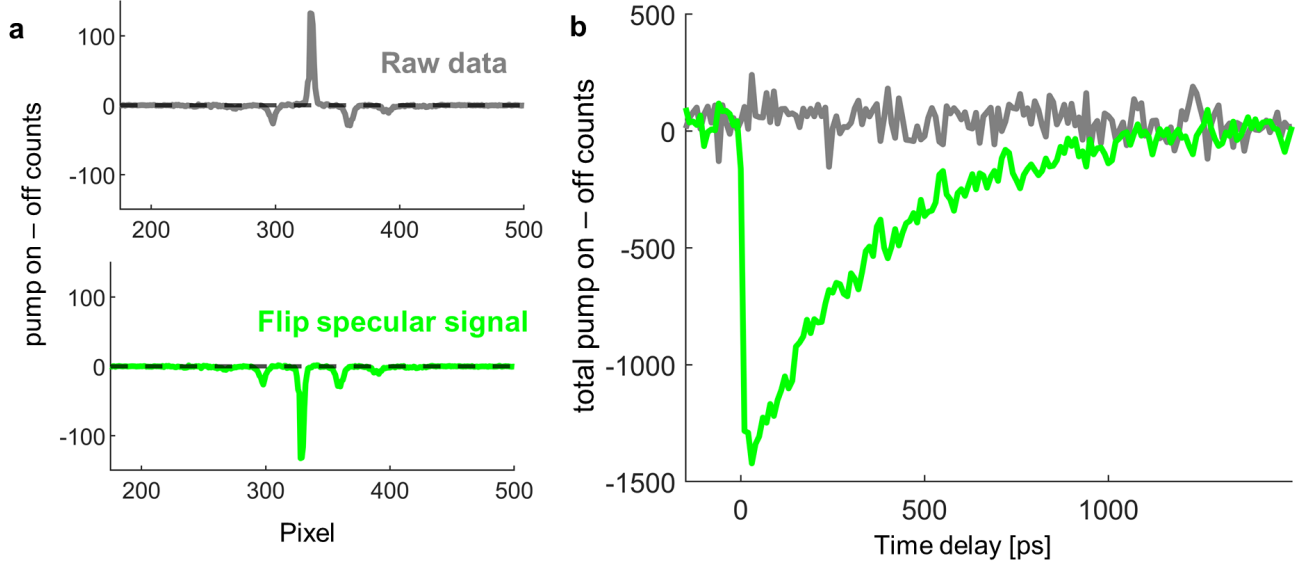 a
100
0
-100
Raw data
200
300
400
500
pump on – off counts
100
0
-100
Flip specular signal
200
300
400
500
Pixel
b
500
0
-500
-1000
-1500
total pump on – off counts
0
500
1000
Time delay [ps]